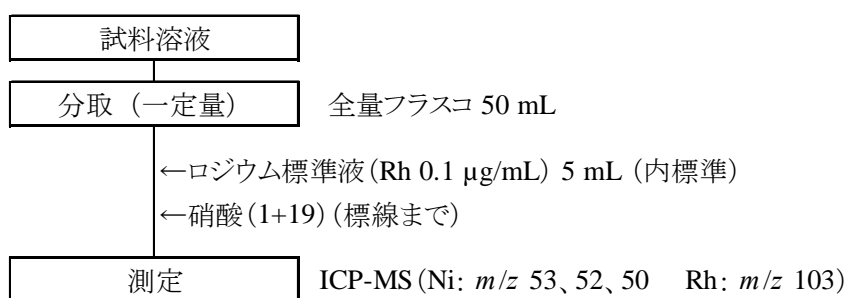 試料溶液
分取（一定量） 全量フラスコ 50 mL
←ロジウム標準液（Rh 0.1 µg/mL） 5 mL （内標準）
←硝酸（1+19）（標線まで）
測定 ICP-MS（Ni: m/z 53、52、50 Rh: m/z 103）